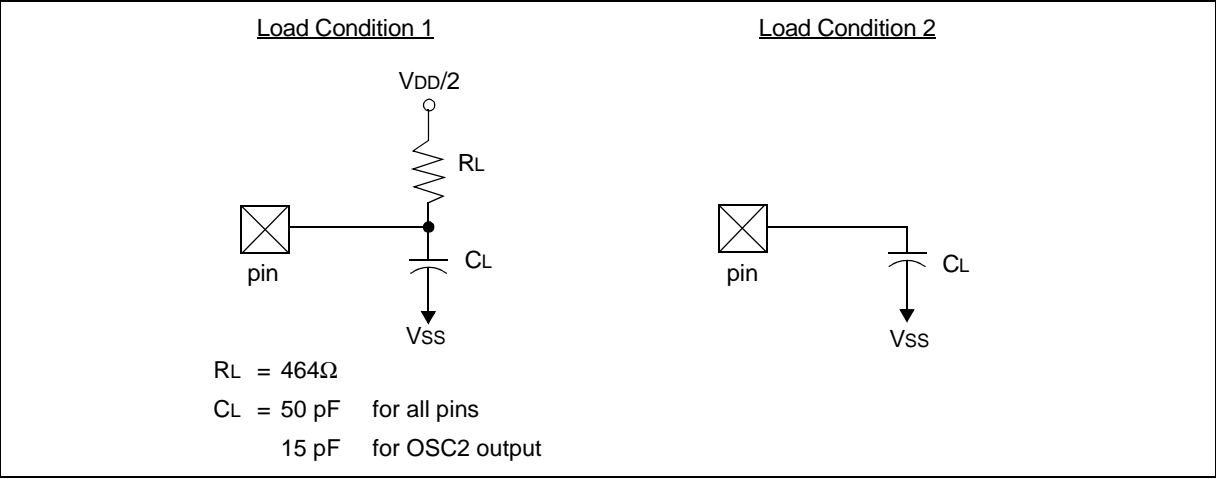 Load Condition 1
Load Condition 2
VDD/2
RL
pin
CL
VSS
pin
CL
VSS
RL = 464Ω
CL = 50 pF for all pins
15 pF for OSC2 output